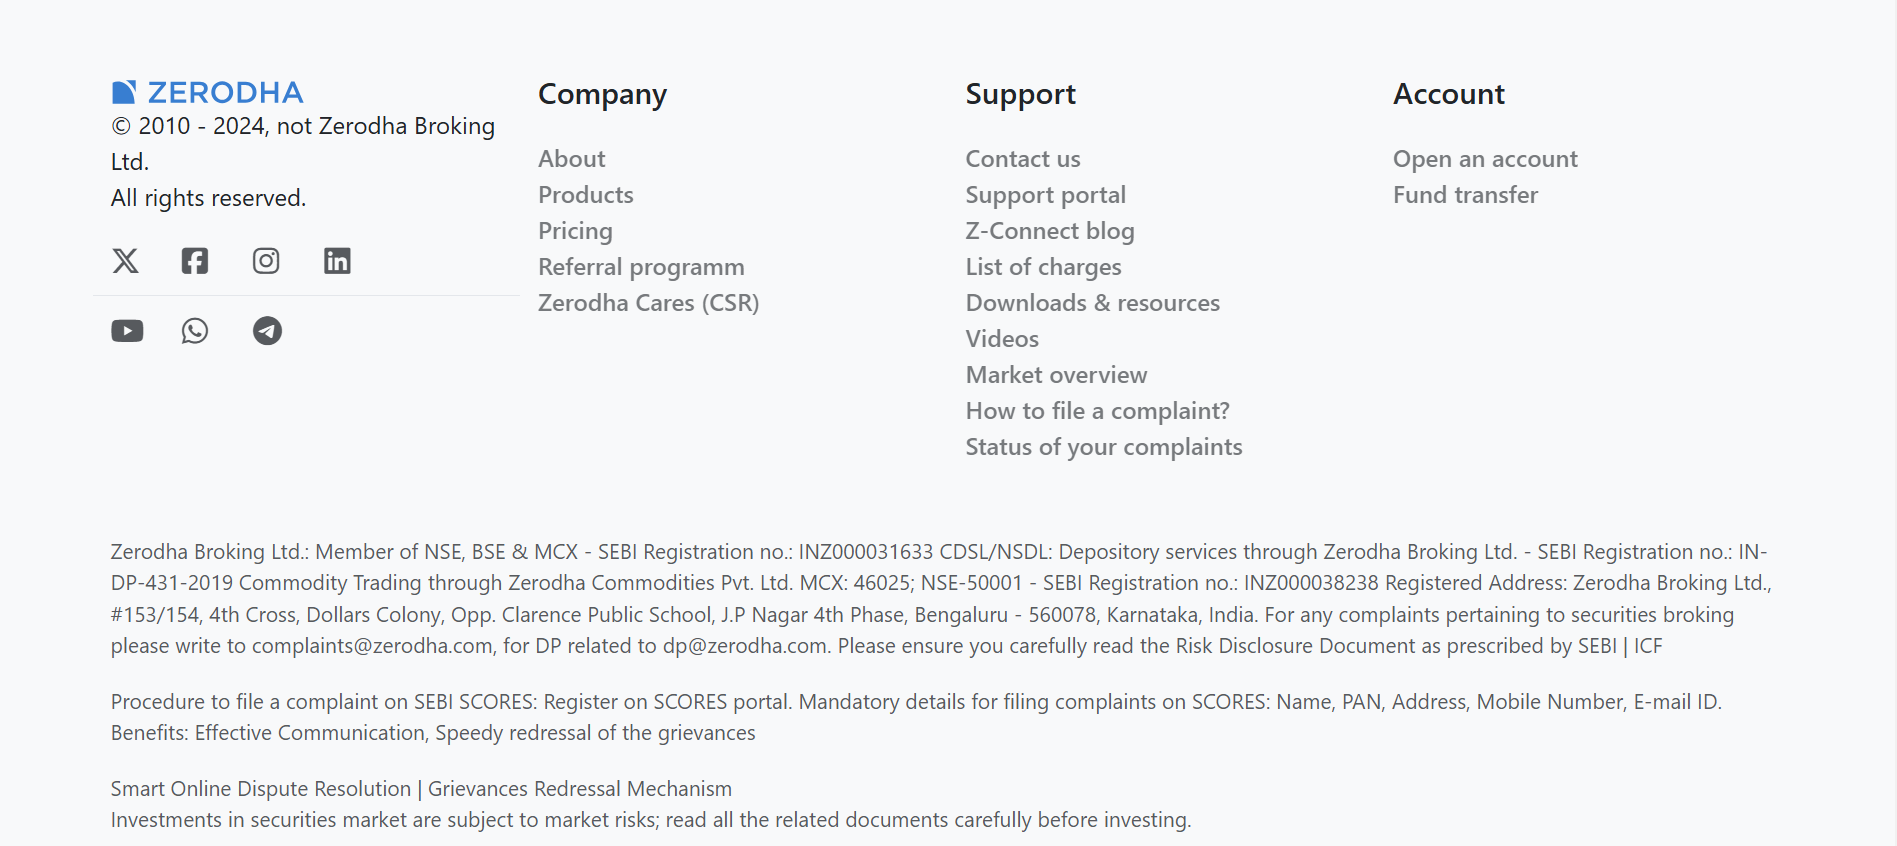 ZERODHA
© 2010 - 2024, not Zerodha Broking
Ltd.
All rights reserved.
Company
About
Products
Pricing
Referral programm
Zerodha Cares (CSR)
Support
Contact us
Support portal
Z-Connect blog
List of charges
Downloads & resources
Videos
Market overview
How to file a complaint?
Status of your complaints
Account
Open an account
Fund transfer
Zerodha Broking Ltd.: Member of NSE, BSE & MCX - SEBI Registration no.: INZ000031633 CDSL/NSDL: Depository services through Zerodha Broking Ltd. - SEBI Registration no.: IN-
DP-431-2019 Commodity Trading through Zerodha Commodities Pvt. Ltd. MCX: 46025; NSE-50001 - SEBI Registration no.: INZ000038238 Registered Address: Zerodha Broking Ltd.,
#153/154, 4th Cross, Dollars Colony, Opp. Clarence Public School, J.P Nagar 4th Phase, Bengaluru - 560078, Karnataka, India. For any complaints pertaining to securities broking
please write to complaints@zerodha.com, for DP related to dp@zerodha.com. Please ensure you carefully read the Risk Disclosure Document as prescribed by SEBI | ICF
Procedure to file a complaint on SEBI SCORES: Register on SCORES portal. Mandatory details for filing complaints on SCORES: Name, PAN, Address, Mobile Number, E-mail ID.
Benefits: Effective Communication, Speedy redressal of the grievances
Smart Online Dispute Resolution | Grievances Redressal Mechanism
Investments in securities market are subject to market risks; read all the related documents carefully before investing.